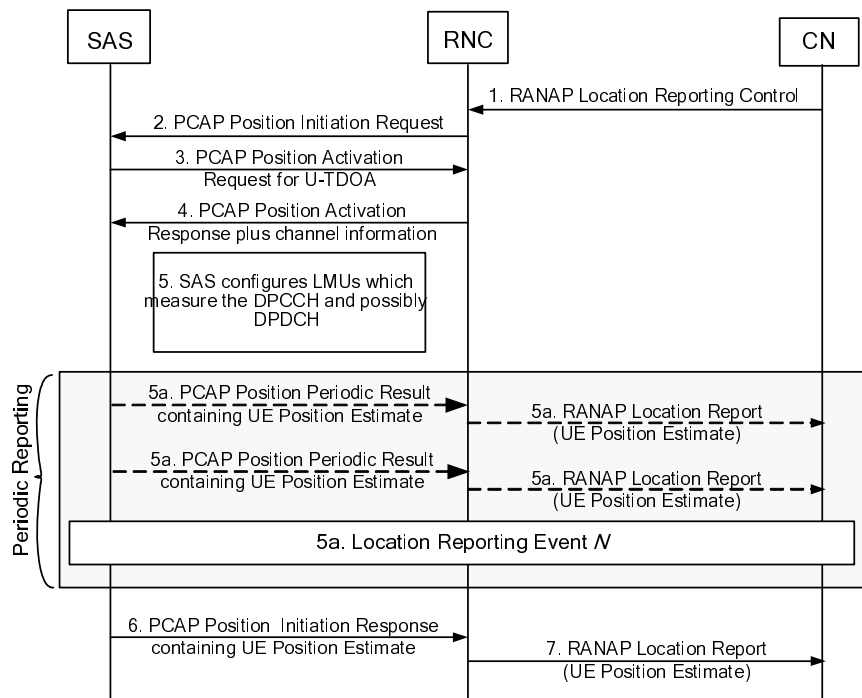 SAS
RNC
CN
1. RANAP Location Reporting Control
2. PCAP Position Initiation Request
3. PCAP Position Activation
Request for U-TDOA
4. PCAP Position Activation
Response plus channel information
5. SAS configures LMUs which
measure the DPCCH and possibly
DPDCH
Periodic Reporting
5a. PCAP Position Periodic Result
containing UE Position Estimate
5a. RANAP Location Report
(UE Position Estimate)
5a. PCAP Position Periodic Result
containing UE Position Estimate
5a. RANAP Location Report
(UE Position Estimate)
5a. Location Reporting Event N
6. PCAP Position Initiation Response
containing UE Position Estimate
7. RANAP Location Report
(UE Position Estimate)